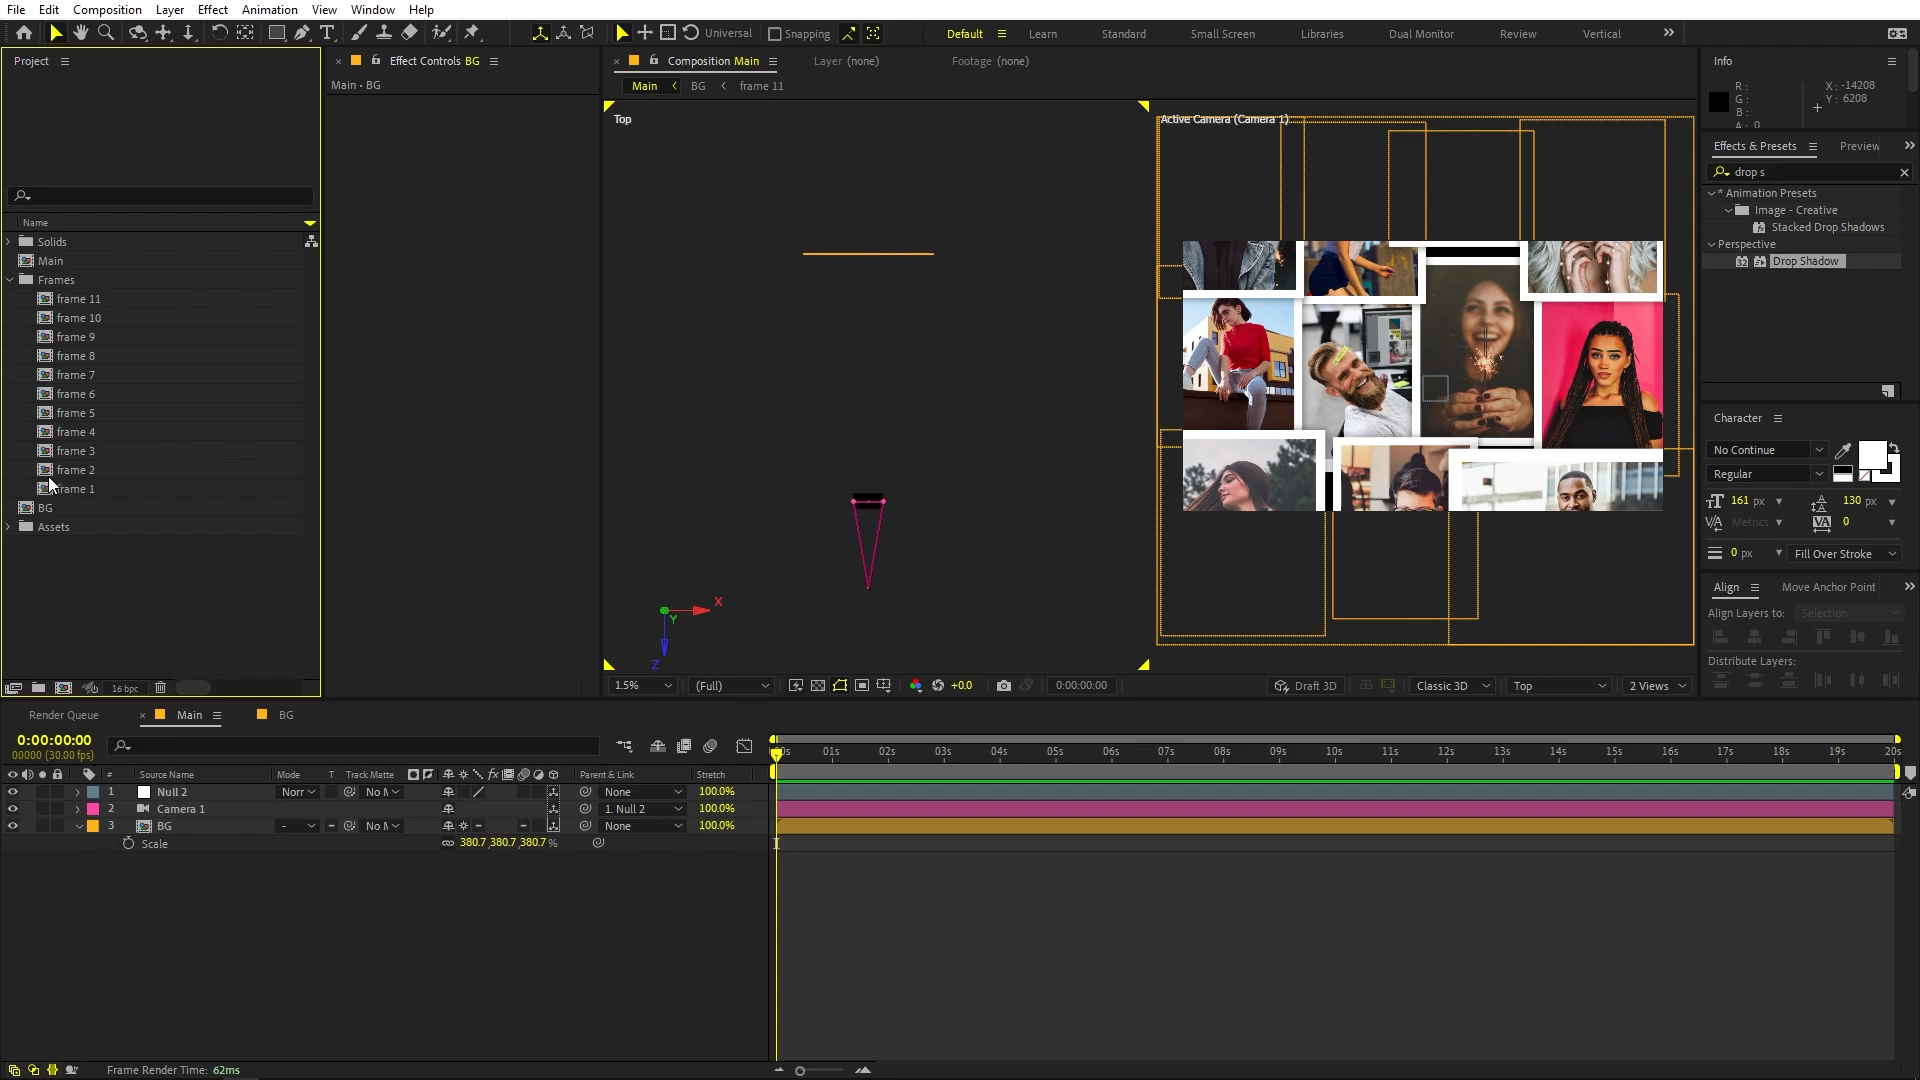 File Edit Composition Layer Effect Animation View Window Help
Universal Snapping Default Learn Standard Small Screen Libraries Dual Monitor Review Vertical
Project
Name
Solids
Main
Frames
frame 11
frame 10
frame 9
frame 8
frame 7
frame 6
frame 5
frame 4
frame 3
frame 2
frame 1
BG
Assets
16 bpc
Effect Controls BG
Main • BG
Composition Main Layer (none) Footage (none)
Main BG frame 11
Top
Active Camera (Camera 1)
X
Y
Z
1.5% (Full) +0.0 0:00:00:00 Draft 3D Classic 3D Top 2 Views
Info
R : X : -14208
G : Y : 6208
B :
A : 0
Effects & Presets Preview
drop s
* Animation Presets
Image - Creative
Stacked Drop Shadows
Perspective
32 Drop Shadow
Character
No Continue
Regular
161 px 130 px
Metrics 0
0 px Fill Over Stroke
Align Move Anchor Point
Align Layers to: Selection
Distribute Layers:
Render Queue Main BG
0:00:00:00
00000 (30.00 fps)
# Source Name Mode T Track Matte fx Parent & Link Stretch
1 Null 2 Norr No None 100.0%
2 Camera 1 1. Null 2 100.0%
3 BG - No None 100.0%
Scale 380.7,380.7,380.7 %
00s 01s 02s 03s 04s 05s 06s 07s 08s 09s 10s 11s 12s 13s 14s 15s 16s 17s 18s 19s 20s
Frame Render Time: 62ms